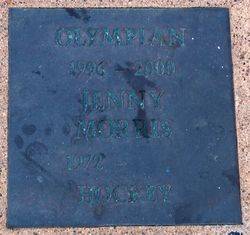 OLYMPIAN
1996 - 2000
JENNY
MORRIS
1972 -
HOCKEY